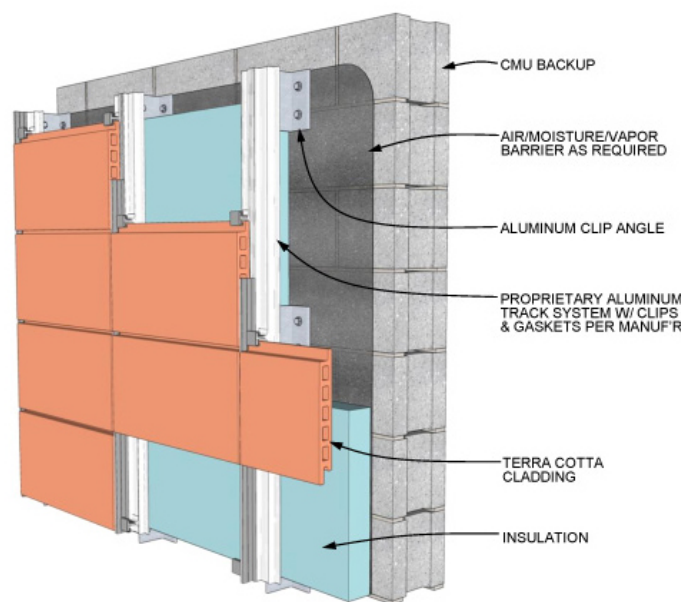 CMU BACKUP
AIR/MOISTURE/VAPOR
BARRIER AS REQUIRED
ALUMINUM CLIP ANGLE
PROPRIETARY ALUMINUM
TRACK SYSTEM W/ CLIPS
& GASKETS PER MANUF'R
TERRA COTTA
CLADDING
INSULATION